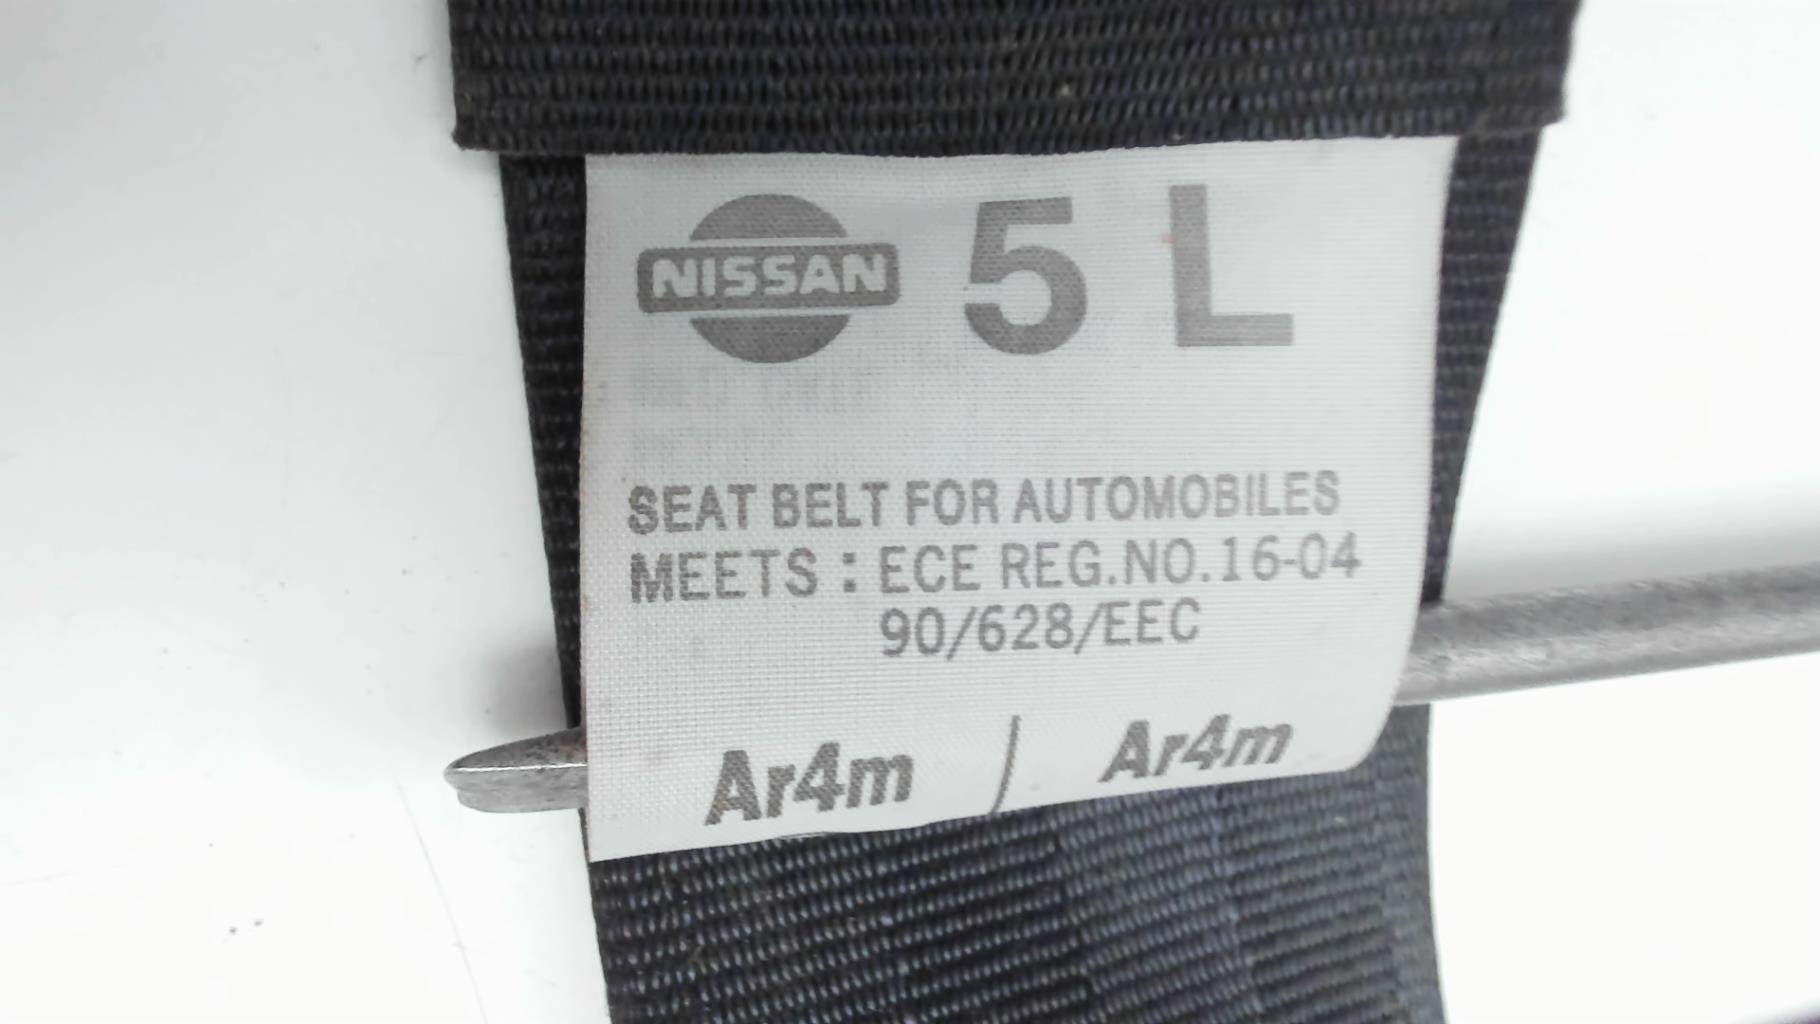 NISSAN 5 L
SEAT BELT FOR AUTOMOBILES
MEETS : ECE REG.NO.16-04
90/628/EEC
Ar4m / Ar4m